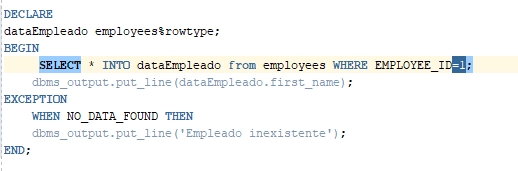 DECLARE
dataEmpleado employees%rowtype;
BEGIN
SELECT * INTO dataEmpleado from employees WHERE EMPLOYEE_ID=1;
dbms_output.put_line(dataEmpleado.first_name);
EXCEPTION
WHEN NO_DATA_FOUND THEN
dbms_output.put_line('Empleado inexistente');
END;